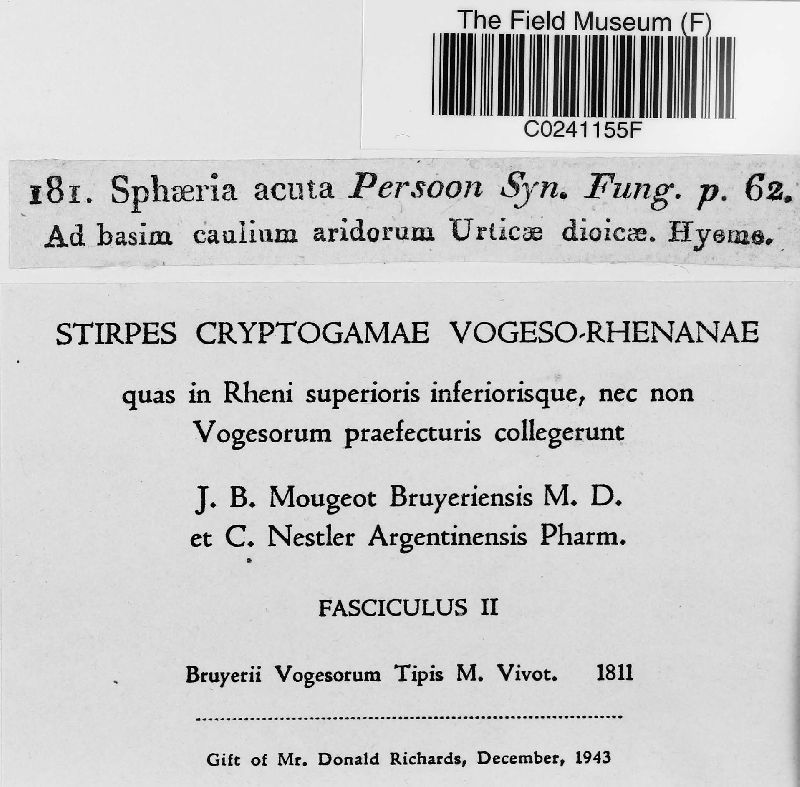 The Field Museum (F)
C0241155F
181. Sphæria acuta Persoon Syn. Fung. p. 62.
Ad basim caulium aridorum Urticæ dioicæ. Hyeme.
STIRPES CRYPTOGAMAE VOGESO-RHENANAE
quas in Rheni superioris inferiorisque, nec non
Vogesorum praefecturis collegerunt
J. B. Mougeot Bruyeriensis M. D.
et C. Nestler Argentinensis Pharm.
FASCICULUS II
Bruyerii Vogesorum Tipis M. Vivot. 1811
Gift of Mr. Donald Richards, December, 1943